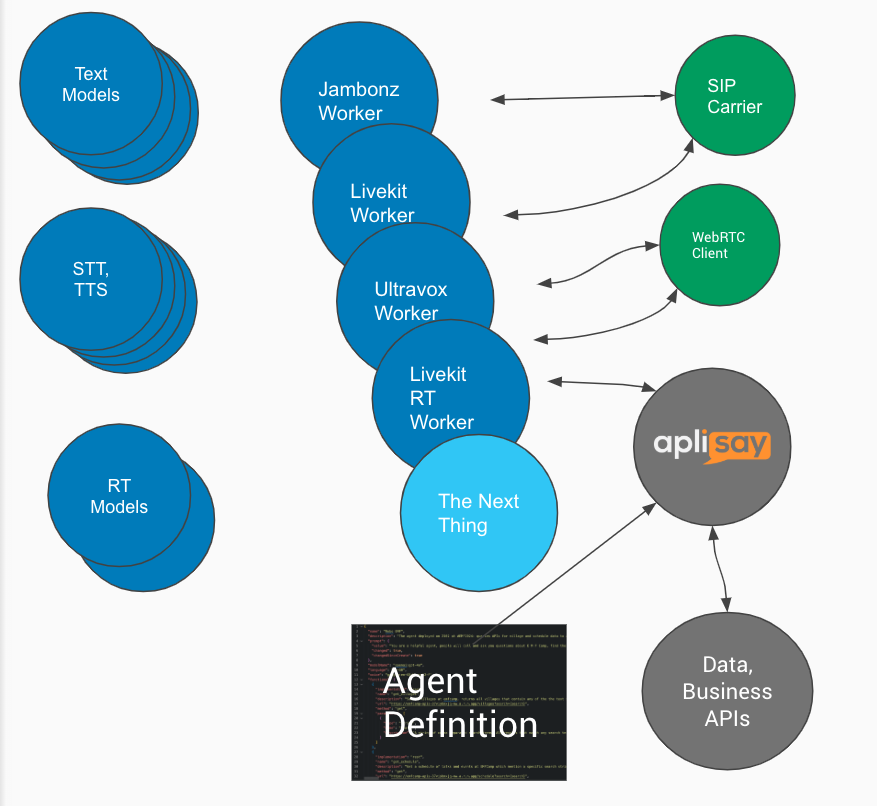 Text
Models
Jambonz
Worker
SIP
Carrier
Livekit
Worker
WebRTC
Client
STT,
TTS
Ultravox
Worker
Livekit
RT
Worker
aplisay
RT
Models
The Next
Thing
Agent
Definition
Data,
Business
APIs